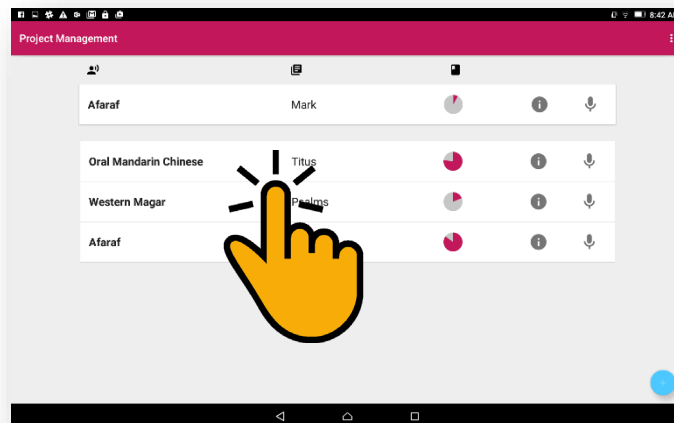 8:42 A
Project Management
Afaraf Mark
Oral Mandarin Chinese Titus
Western Magar Psalms
Afaraf